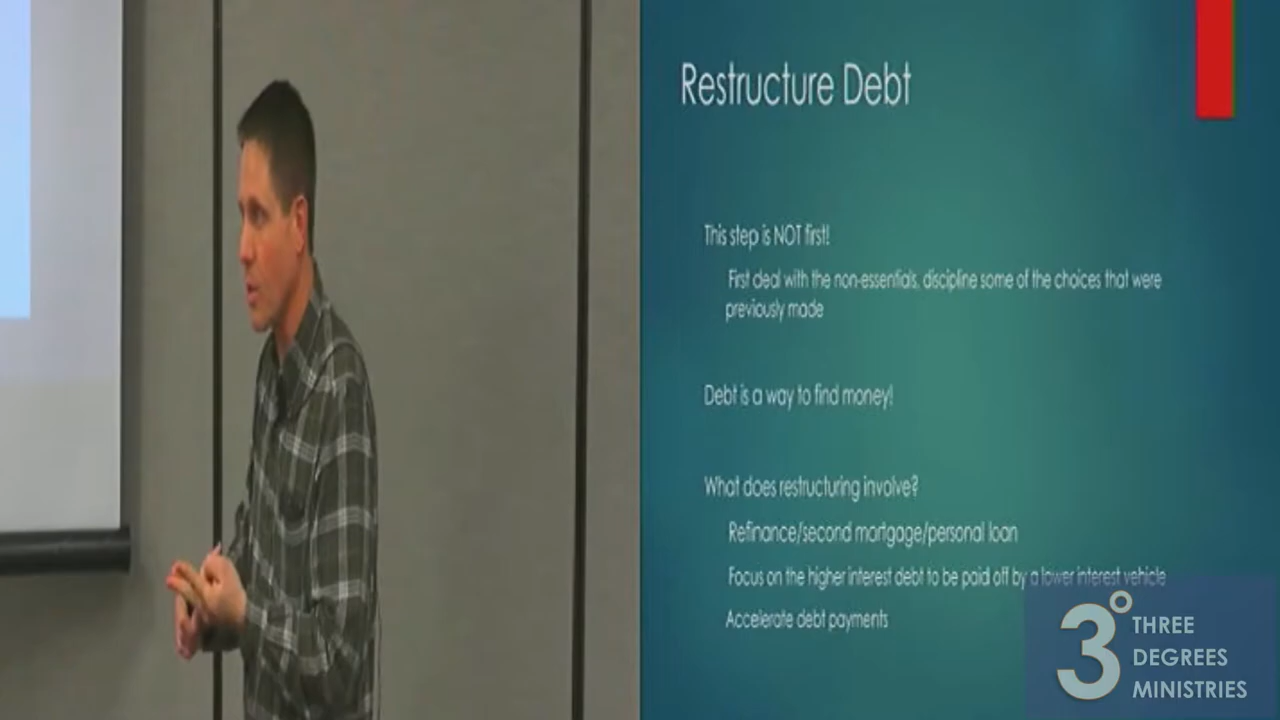 Restructure Debt
This step is NOT first!
First deal with the non-essentials, discipline some of the choices that were
previously made
Debt is a way to find money!
What does restructuring involve?
Refinance/second mortgage/personal loan
Focus on the higher interest debt to be paid off by a lower interest vehicle
Accelerate debt payments
3°
THREE
DEGREES
MINISTRIES